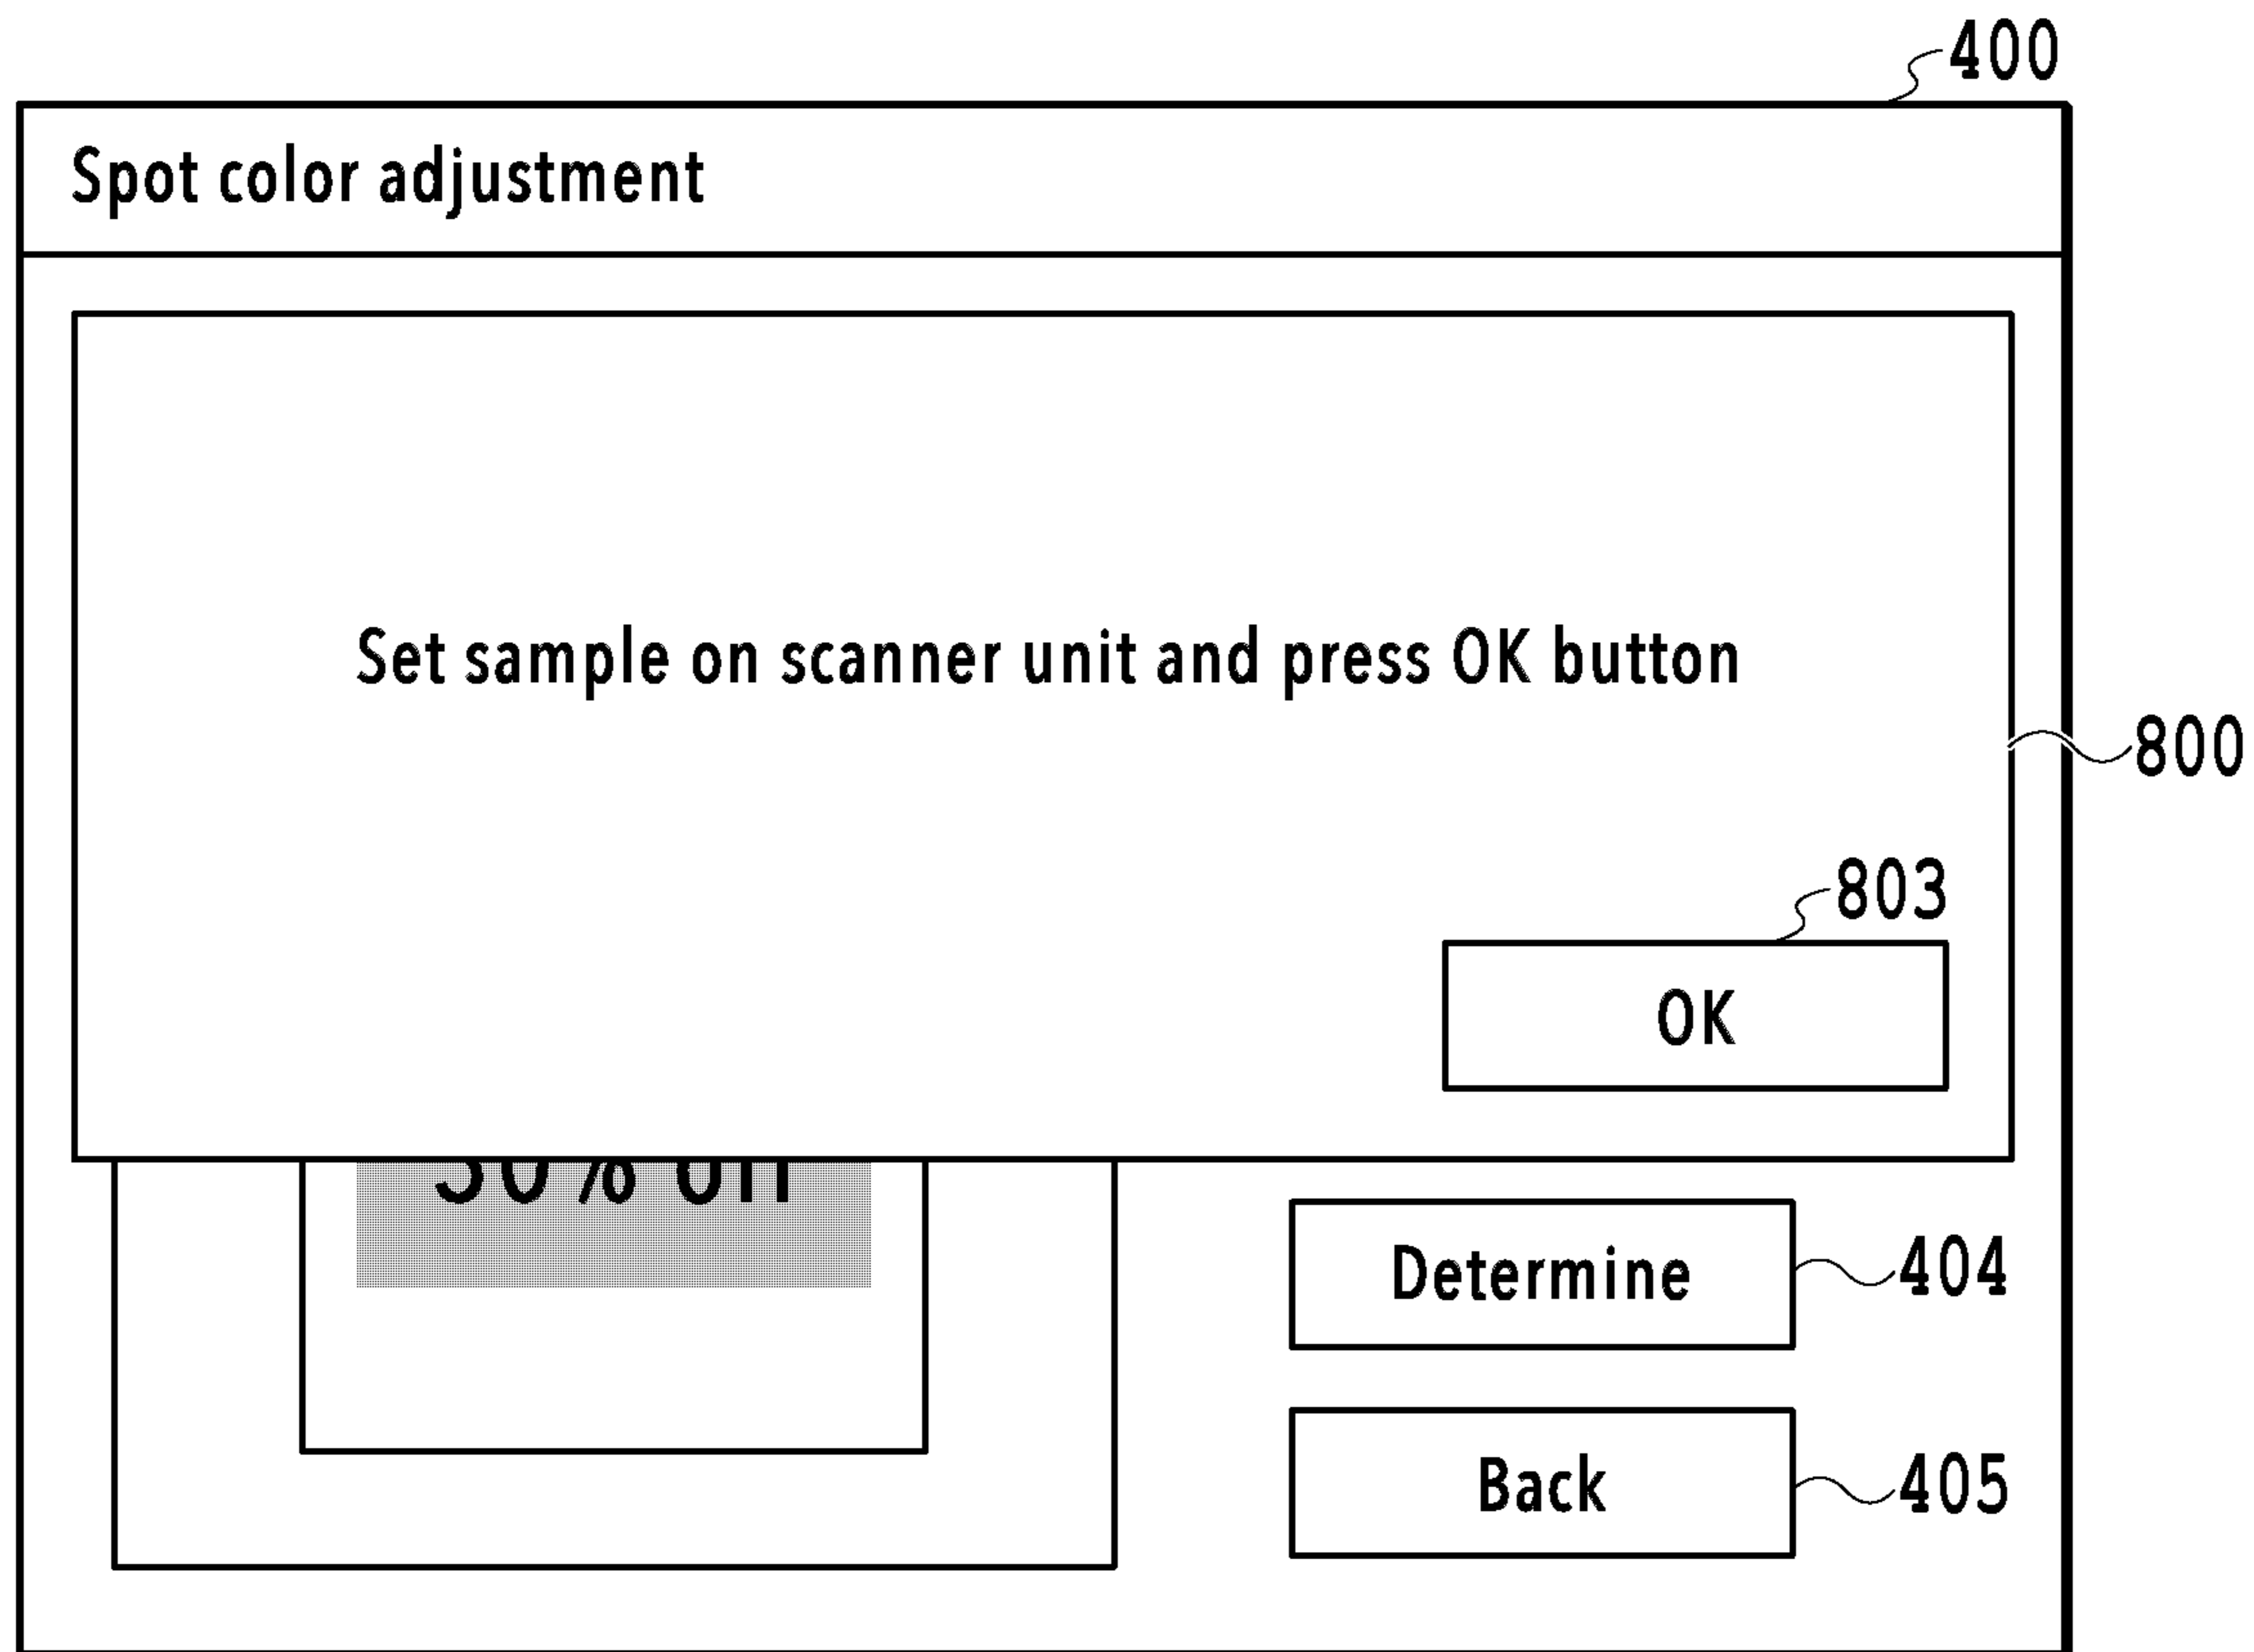 400
Spot color adjustment
Set sample on scanner unit and press OK button
800
803
OK
Determine
404
Back
405